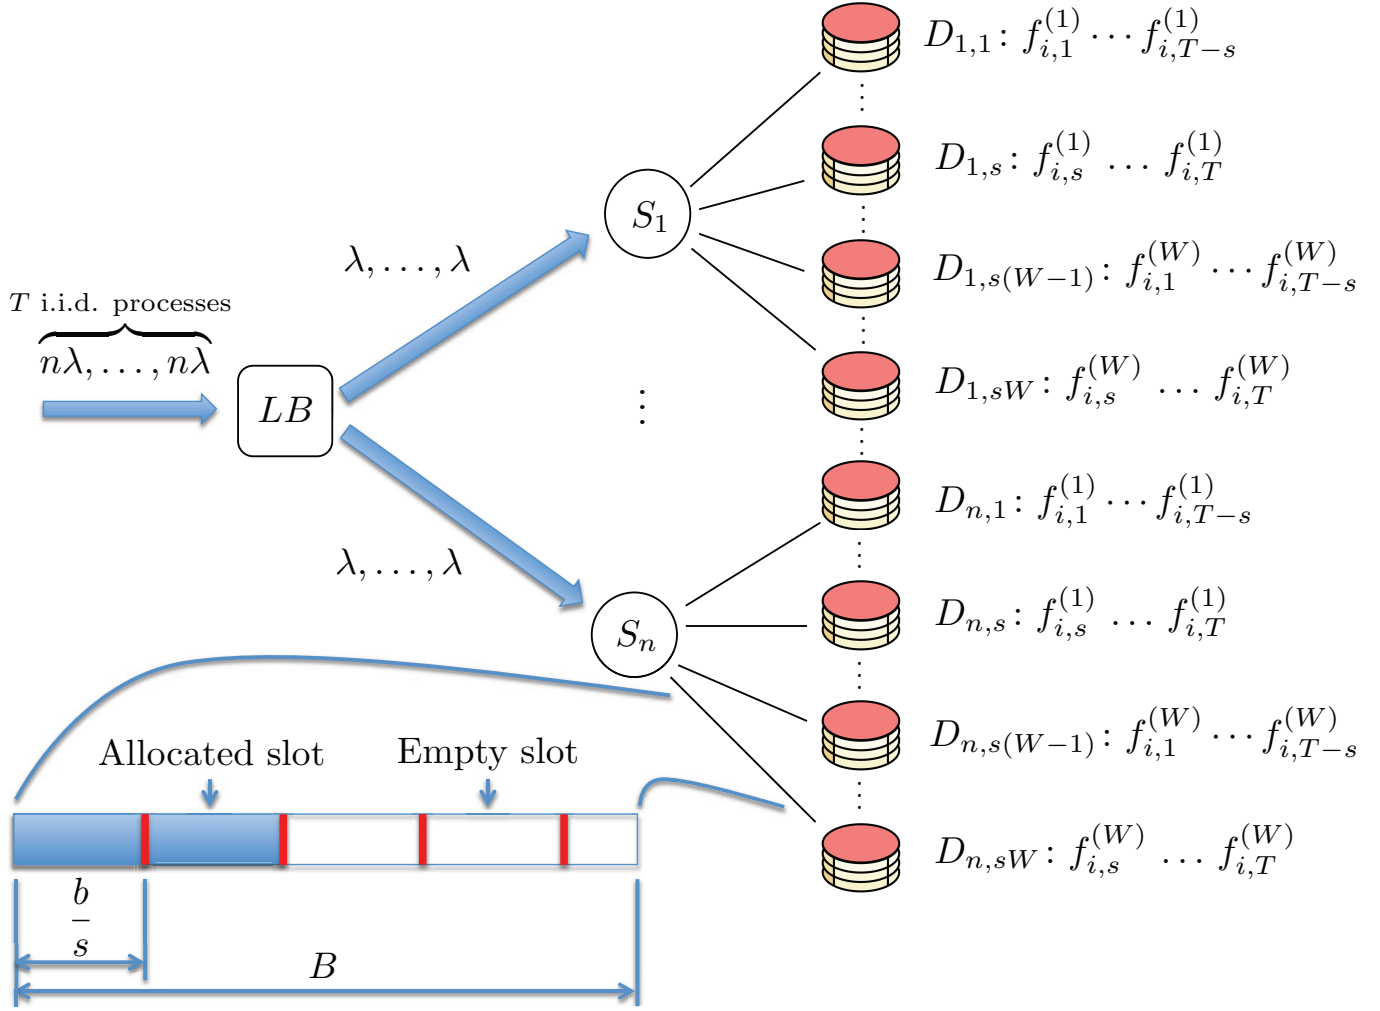 D_{1,1}: f_{i,1}^{(1)} ⋯ f_{i,T−s}^{(1)}
D_{1,s}: f_{i,s}^{(1)} … f_{i,T}^{(1)}
S_1
λ, …, λ
D_{1,s(W−1)}: f_{i,1}^{(W)} ⋯ f_{i,T−s}^{(W)}
T i.i.d. processes
nλ, …, nλ
LB
D_{1,sW}: f_{i,s}^{(W)} … f_{i,T}^{(W)}
D_{n,1}: f_{i,1}^{(1)} ⋯ f_{i,T−s}^{(1)}
λ, …, λ
D_{n,s}: f_{i,s}^{(1)} … f_{i,T}^{(1)}
S_n
D_{n,s(W−1)}: f_{i,1}^{(W)} ⋯ f_{i,T−s}^{(W)}
Allocated slot
Empty slot
D_{n,sW}: f_{i,s}^{(W)} … f_{i,T}^{(W)}
b
s
B